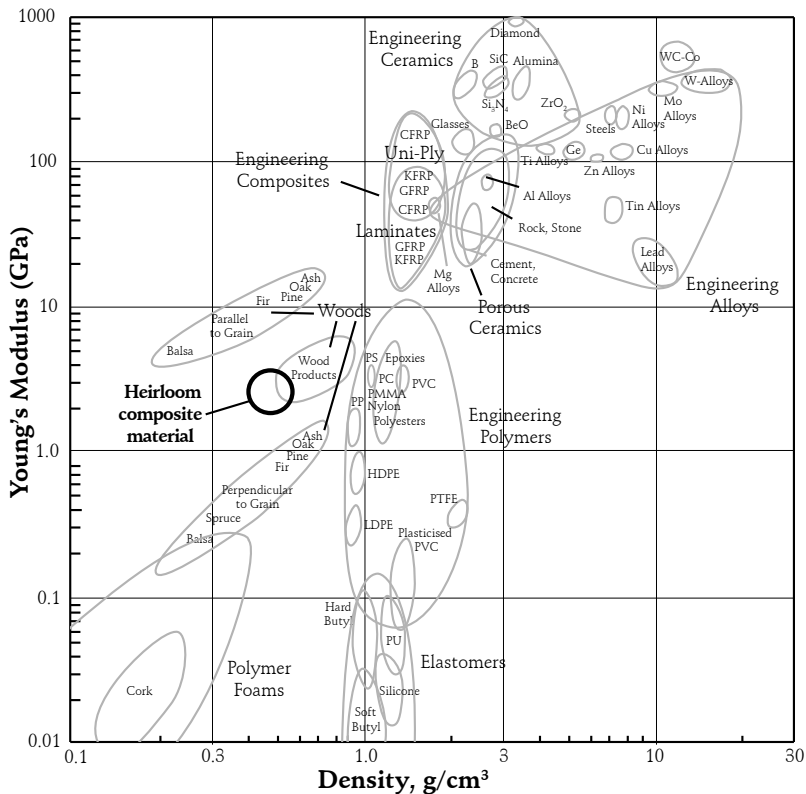 1000
Engineering
Ceramics
Diamond
B
SiC
Alumina
WC-Co
W-Alloys
Si₃N₄
ZrO₂
Mo
Alloys
Ni
Alloys
Glasses
BeO
Steels
CFRP
Uni-Ply
100
Engineering
Composites
Ti Alloys
Ge
Cu Alloys
Zn Alloys
KFRP
GFRP
CFRP
Al Alloys
Tin Alloys
Laminates
Rock, Stone
GFRP
KFRP
Cement,
Concrete
Lead
Alloys
Mg
Alloys
Engineering
Alloys
Ash
Oak
Pine
Fir
10
Woods
Porous
Ceramics
Parallel
to Grain
Balsa
Wood
Products
PS
Epoxies
PC
PVC
PMMA
PP
Nylon
Polyesters
Engineering
Polymers
Heirloom
composite
material
1.0
Ash
Oak
Pine
Fir
HDPE
Perpendicular
to Grain
Spruce
Balsa
PTFE
LDPE
Plasticised
PVC
0.1
Hard
Butyl
PU
Elastomers
Polymer
Foams
Cork
Silicone
Soft
Butyl
0.01
0.1
0.3
1.0
3
10
30
Density, g/cm³
Young's Modulus (GPa)